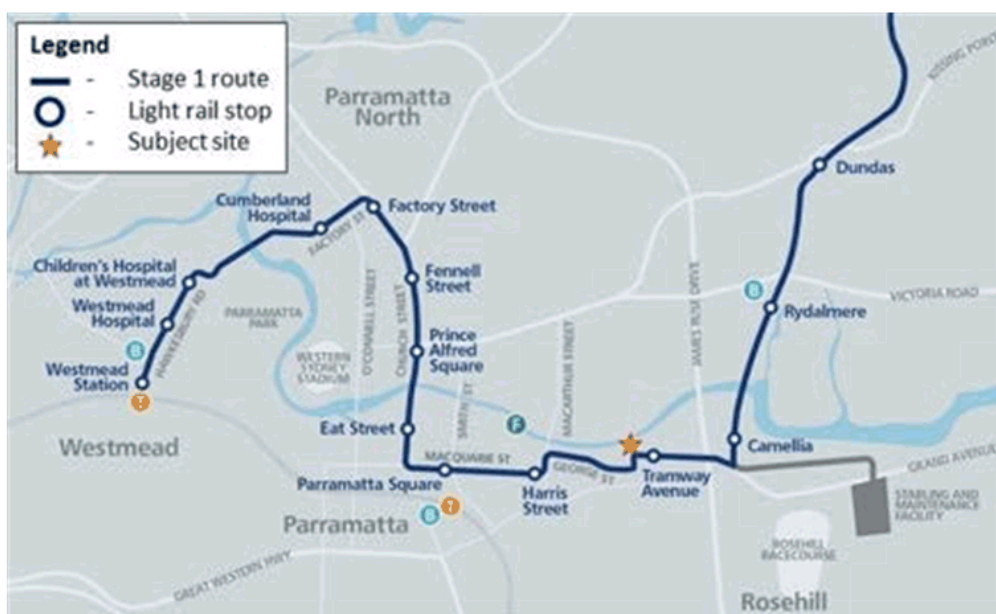 Legend
- Stage 1 route
- Light rail stop
- Subject site
Parramatta
North
KISSING POINT
Dundas
Cumberland
Hospital
Factory Street
FACTORY ST
Children's Hospital
at Westmead
Fennell
Street
Westmead
Hospital
HAWKESBURY RD
PARRAMATTA
PARK
O'CONNELL STREET
CHURCH STREET
JAMES RUSE DRIVE
B
VICTORIA ROAD
Rydalmere
Prince
Alfred
Square
MACARTHUR STREET
WESTERN
SYDNEY
STADIUM
B
Westmead
Station
T
SMITH ST
Eat Street
F
Westmead
MACQUARIE ST
Camellia
GEORGE ST
Tramway
Avenue
GRAND AVENUE
Parramatta Square
Harris
Street
STABLING AND
MAINTENANCE
FACILITY
T
B
Parramatta
ROSEHILL
RACECOURSE
GREAT WESTERN HWY
Rosehill